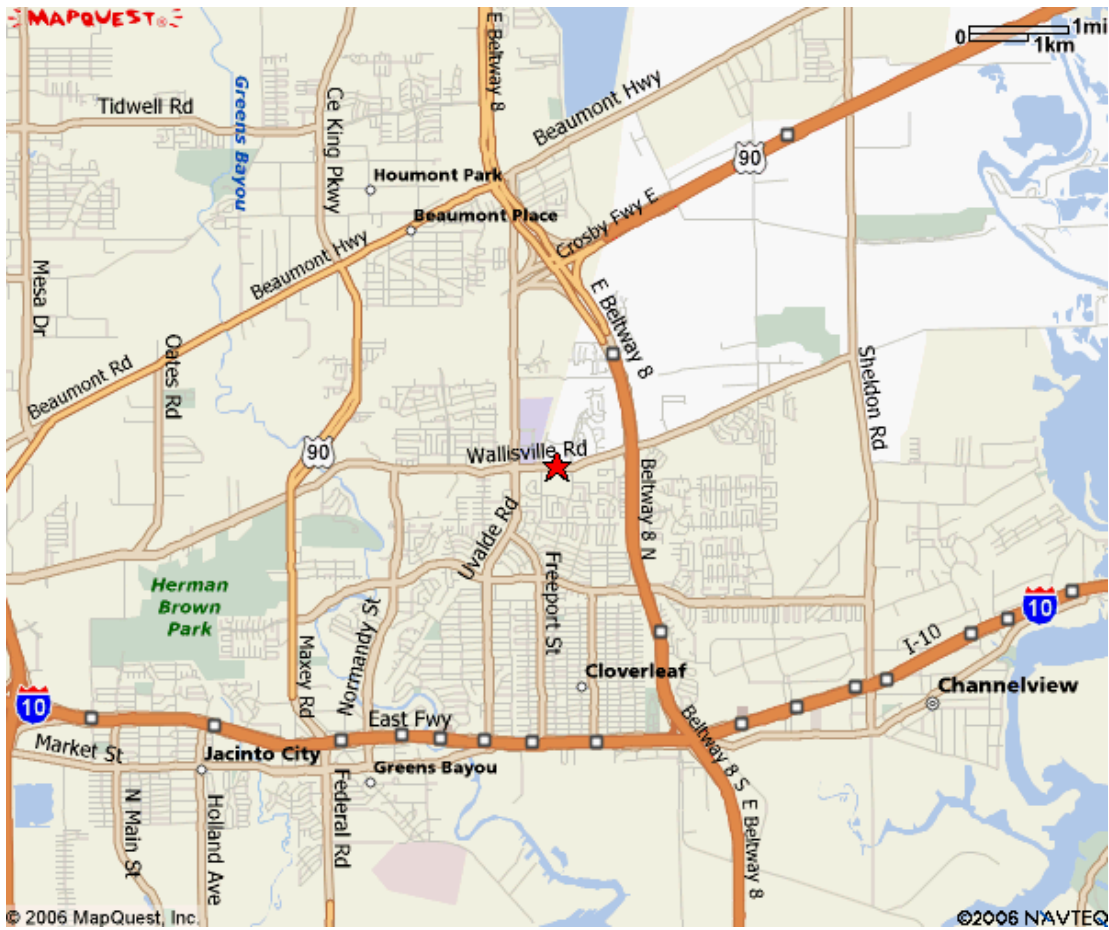 MAPQUEST®
0 1mi
1km
E Beltway 8
Beaumont Hwy
Tidwell Rd
Greens Bayou
Ce King Pkwy
90
Houmont Park
Beaumont Place
Crosby Fwy E
Beaumont Hwy
Mesa Dr
E Beltway 8
Oates Rd
Sheldon Rd
Beaumont Rd
90
Wallisville Rd
Beltway 8 N
Uvalde Rd
Freeport St
Herman
Brown
Park
10
N Normandy St
I-10
Maxey Rd
Cloverleaf
Channelview
10
East Fwy
Beltway 8 S
Market St
Jacinto City
Greens Bayou
N Main St
Holland Ave
Federal Rd
E Beltway 8
© 2006 MapQuest, Inc.
©2006 NAVTEQ